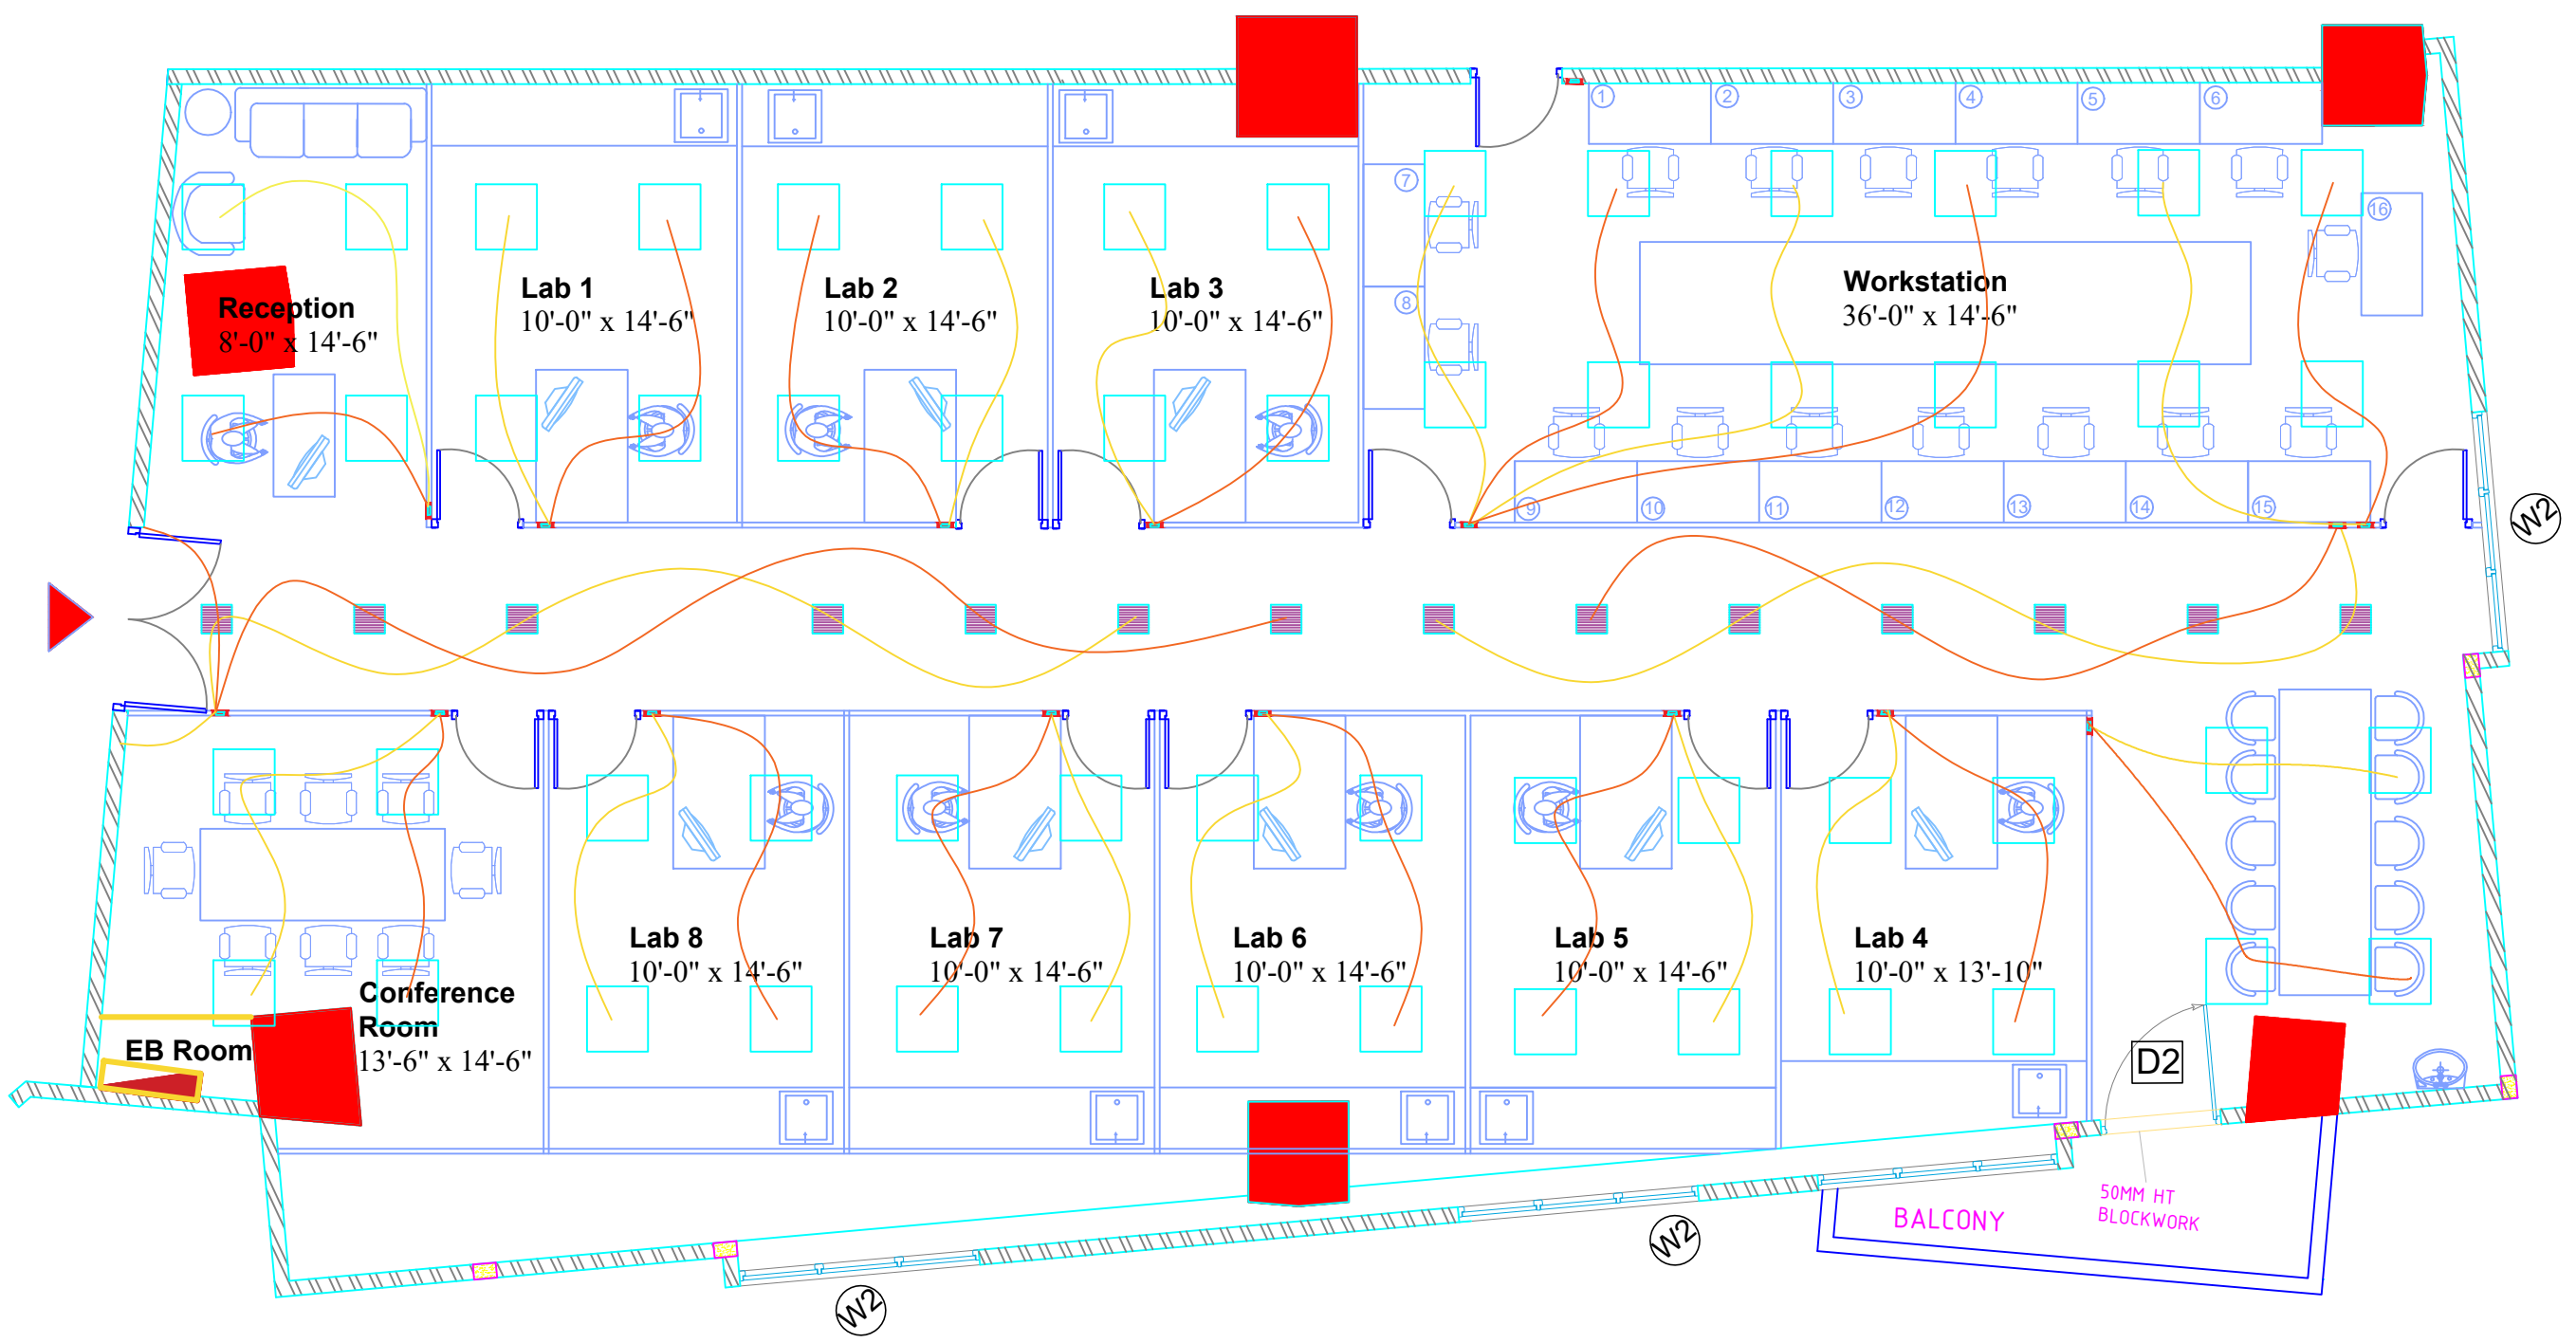 1
2
3
4
5
6
7
16
Reception
8'-0" x 14'-6"
Lab 1
10'-0" x 14'-6"
Lab 2
10'-0" x 14'-6"
Lab 3
10'-0" x 14'-6"
8
Workstation
36'-0" x 14'-6"
9
10
11
12
13
14
15
W2
Conference
Room
13'-6" x 14'-6"
EB Room
Lab 8
10'-0" x 14'-6"
Lab 7
10'-0" x 14'-6"
Lab 6
10'-0" x 14'-6"
Lab 5
10'-0" x 14'-6"
Lab 4
10'-0" x 13'-10"
D2
50MM HT
BLOCKWORK
BALCONY
W2
W2